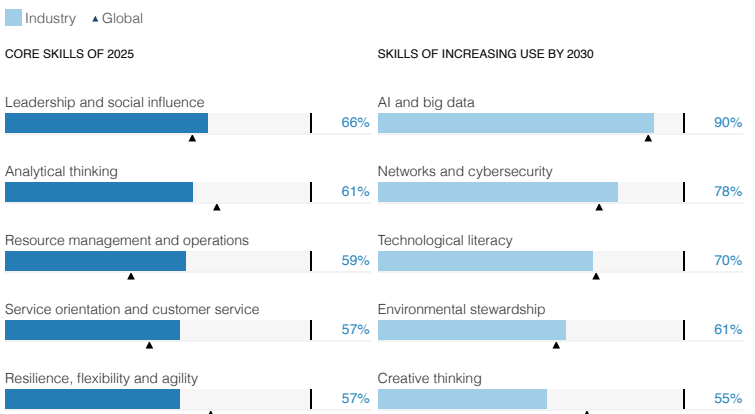 Industry Global
CORE SKILLS OF 2025
Leadership and social influence
66%
Analytical thinking
61%
Resource management and operations
59%
Service orientation and customer service
57%
Resilience, flexibility and agility
57%
SKILLS OF INCREASING USE BY 2030
AI and big data
90%
Networks and cybersecurity
78%
Technological literacy
70%
Environmental stewardship
61%
Creative thinking
55%